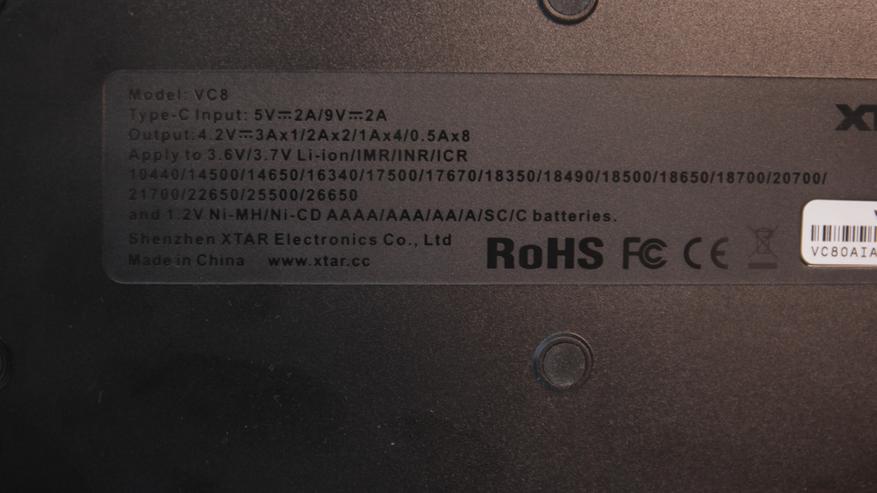 Model: VC8
Type-C Input: 5V⎓2A/9V⎓2A
Output:4.2V⎓3Ax1/2Ax2/1Ax4/0.5Ax8
Apply to 3.6V/3.7V Li-ion/IMR/INR/ICR
10440/14500/14650/16340/17500/17670/18350/18490/18500/18650/18700/20700/
21700/22650/25500/26650
and 1.2V Ni-MH/Ni-CD AAAA/AAA/AA/A/SC/C batteries.
Shenzhen XTAR Electronics Co., Ltd
Made in China www.xtar.cc
RoHS FC CE
XT
VC80AIA